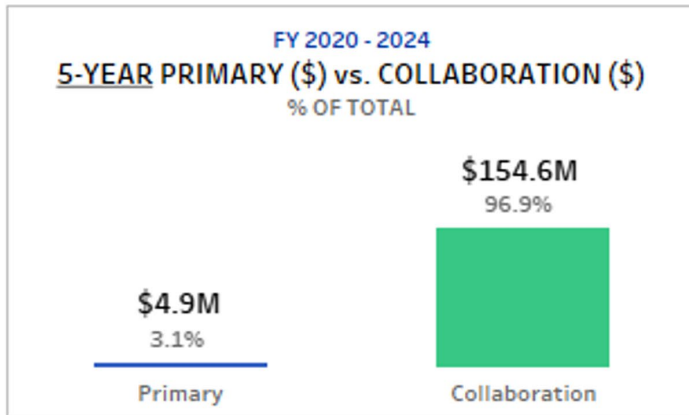 FY 2020 - 2024
5-YEAR PRIMARY ($) vs. COLLABORATION ($)
% OF TOTAL
$154.6M
96.9%
$4.9M
3.1%
Primary
Collaboration